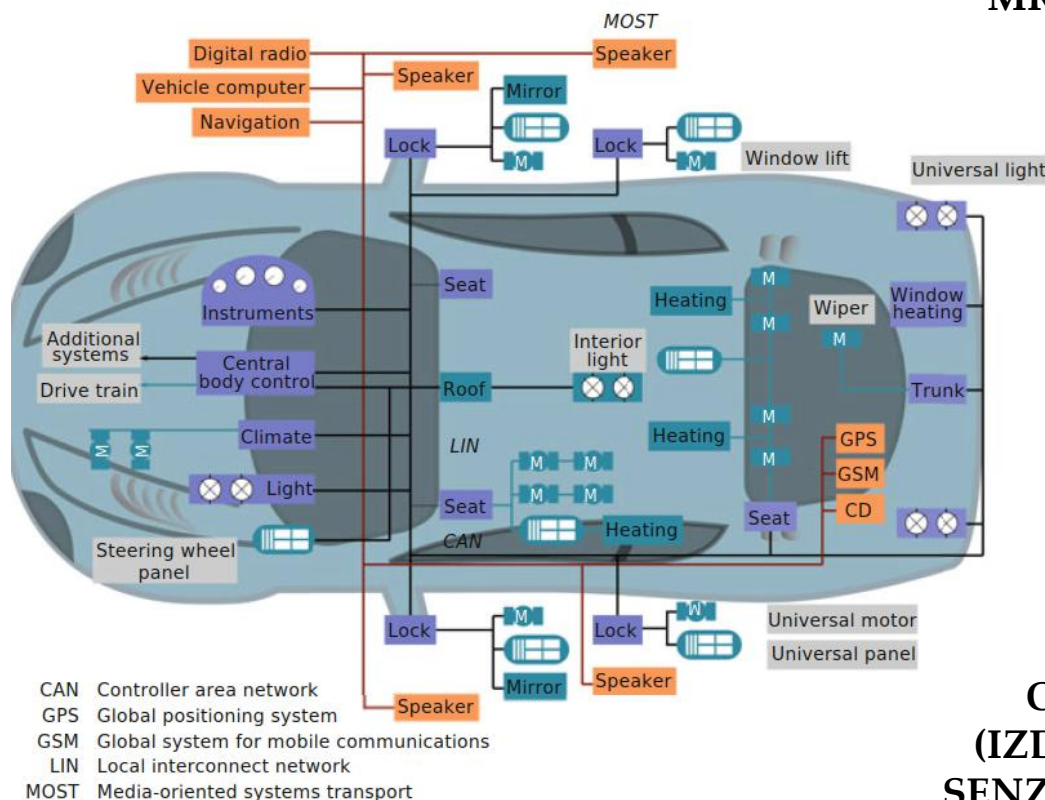 MOST
Digital radio
Speaker
Speaker
Vehicle computer
Mirror
Navigation
Lock
M
Lock
M
Window lift
Universal light
Seat
M
Heating
Window
heating
Instruments
M
Wiper
M
Additional
systems
Interior
light
Central
body control
Drive train
Roof
Trunk
M
Heating
Climate
LIN
GPS
M
M
M
M
M
GSM
Light
M
M
Seat
CD
Seat
Heating
CAN
Steering wheel
panel
M
M
Lock
Lock
Universal motor
Universal panel
Mirror
Speaker
Speaker
CAN Controller area network
GPS Global positioning system
GSM Global system for mobile communications
LIN Local interconnect network
MOST Media-oriented systems transport
(IZD
SENZ